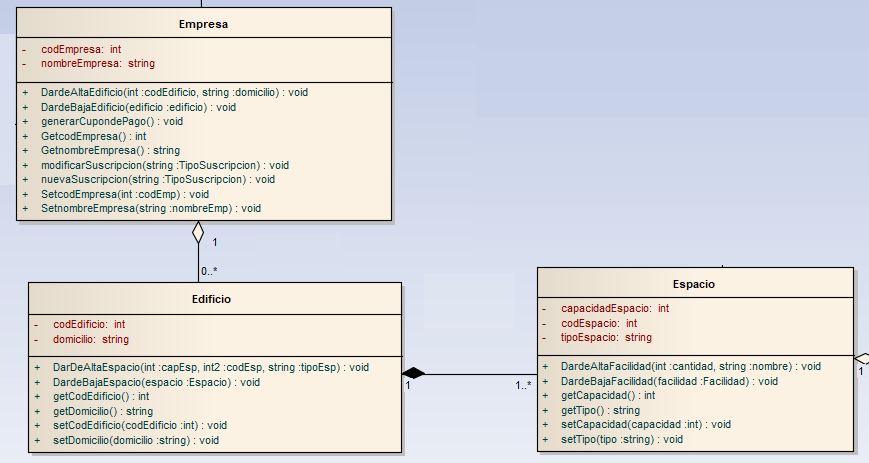 Empresa
- codEmpresa: int
- nombreEmpresa: string
+ DardeAltaEdificio(int :codEdificio, string :domicilio) : void
+ DardeBajaEdificio(edificio :edificio) : void
+ generarCupondePago() : void
+ GetcodEmpresa() : int
+ GetnombreEmpresa() : string
+ modificarSuscripcion(string :TipoSuscripcion) : void
+ nuevaSuscripcion(string :TipoSuscripcion) : void
+ SetcodEmpresa(int :codEmp) : void
+ SetnombreEmpresa(string :nombreEmp) : void
1
0..*
Edificio
- codEdificio: int
- domicilio: string
+ DarDeAltaEspacio(int :capEsp, int2 :codEsp, string :tipoEsp) : void
+ DardeBajaEspacio(espacio :Espacio) : void
+ getCodEdificio() : int
+ getDomicilio() : string
+ setCodEdificio(codEdificio :int) : void
+ setDomicilio(domicilio :string) : void
1
1..*
Espacio
- capacidadEspacio: int
- codEspacio: int
- tipoEspacio: string
+ DardeAltaFacilidad(int :cantidad, string :nombre) : void
+ DardeBajaFacilidad(facilidad :Facilidad) : void
+ getCapacidad() : int
+ getTipo() : string
+ setCapacidad(capacidad :int) : void
+ setTipo(tipo :string) : void
1